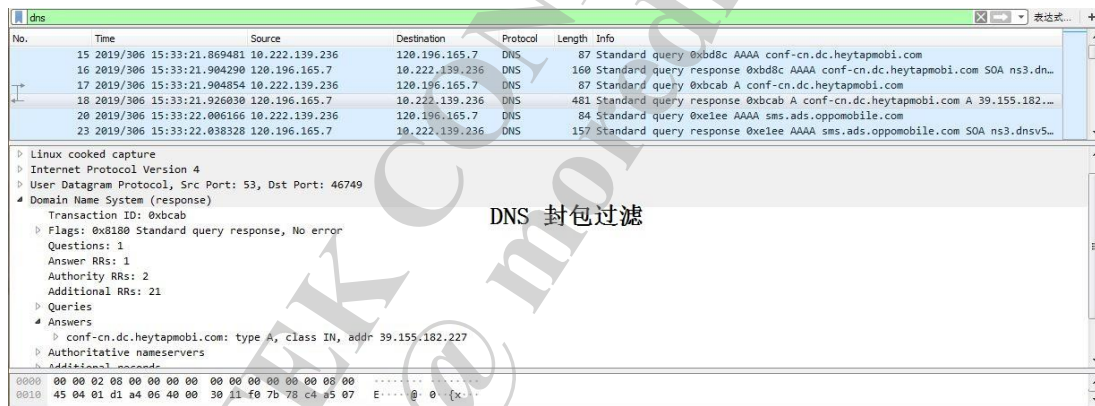 dns
表达式... +
No. Time Source Destination Protocol Length Info
15 2019/306 15:33:21.869481 10.222.139.236 120.196.165.7 DNS 87 Standard query 0xbd8c AAAA conf-cn.dc.heytapmobi.com
16 2019/306 15:33:21.904290 120.196.165.7 10.222.139.236 DNS 160 Standard query response 0xbd8c AAAA conf-cn.dc.heytapmobi.com SOA ns3.dn…
17 2019/306 15:33:21.904854 10.222.139.236 120.196.165.7 DNS 87 Standard query 0xbcab A conf-cn.dc.heytapmobi.com
18 2019/306 15:33:21.926030 120.196.165.7 10.222.139.236 DNS 481 Standard query response 0xbcab A conf-cn.dc.heytapmobi.com A 39.155.182.…
20 2019/306 15:33:22.006166 10.222.139.236 120.196.165.7 DNS 84 Standard query 0xe1ee AAAA sms.ads.oppomobile.com
23 2019/306 15:33:22.038328 120.196.165.7 10.222.139.236 DNS 157 Standard query response 0xe1ee AAAA sms.ads.oppomobile.com SOA ns3.dnsv5…
Linux cooked capture
Internet Protocol Version 4
User Datagram Protocol, Src Port: 53, Dst Port: 46749
Domain Name System (response)
Transaction ID: 0xbcab
DNS 封包过滤
Flags: 0x8180 Standard query response, No error
Questions: 1
Answer RRs: 1
Authority RRs: 2
Additional RRs: 21
Queries
Answers
conf-cn.dc.heytapmobi.com: type A, class IN, addr 39.155.182.227
Authoritative nameservers
Additional records
0000 00 00 02 08 00 00 00 00 00 00 00 00 00 00 08 00 ········ ········
0010 45 04 01 d1 a4 06 40 00 30 11 f0 7b 78 c4 a5 07 E·····@· 0··{x···
EK CON
@ mored